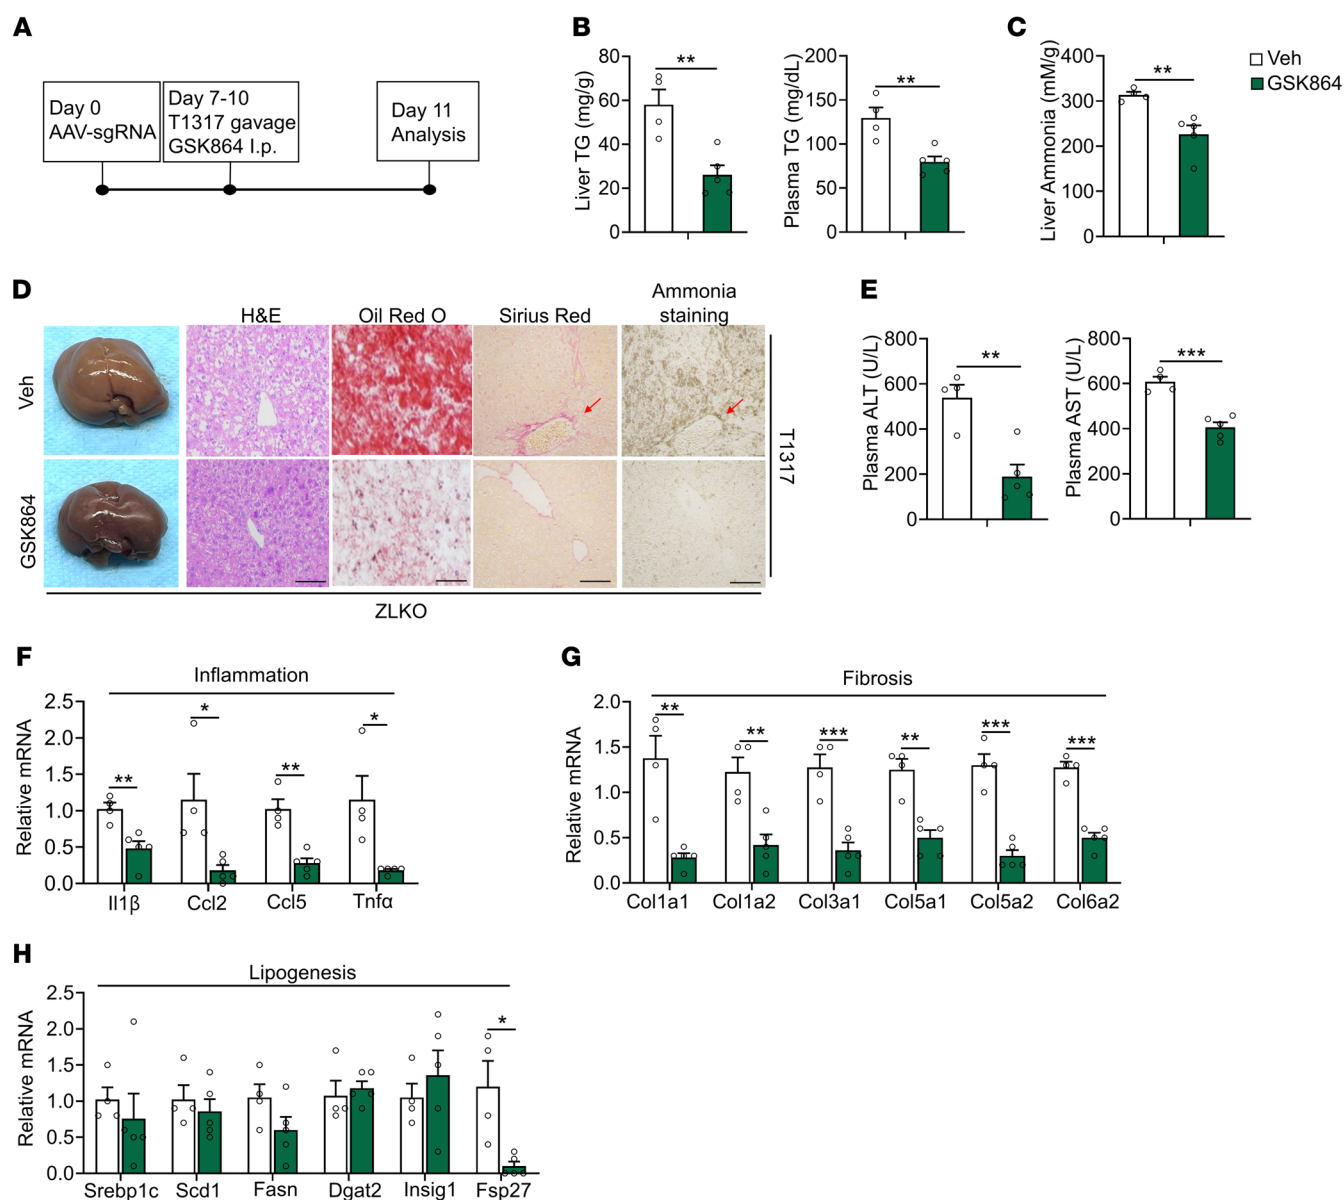 A
Day 0
AAV-sgRNA
Day 7-10
T1317 gavage
GSK864 I.p.
Day 11
Analysis
B
Liver TG (mg/g)
80
60
40
20
0
**
Plasma TG (mg/dL)
200
150
100
50
0
**
C
Liver Ammonia (mM/g)
400
300
200
100
0
**
Veh
GSK864
D
H&E
Oil Red O
Sirius Red
Ammonia
staining
Veh
GSK864
T1317
ZLKO
E
Plasma ALT (U/L)
800
600
400
200
0
**
Plasma AST (U/L)
800
600
400
200
0
***
F
Inflammation
Relative mRNA
2.5
2.0
1.5
1.0
0.5
0.0
**
*
**
*
Il1β
Ccl2
Ccl5
Tnfα
G
Fibrosis
Relative mRNA
2.0
1.5
1.0
0.5
0.0
**
**
***
**
***
***
Col1a1
Col1a2
Col3a1
Col5a1
Col5a2
Col6a2
H
Lipogenesis
Relative mRNA
2.5
2.0
1.5
1.0
0.5
0.0
*
Srebp1c
Scd1
Fasn
Dgat2
Insig1
Fsp27